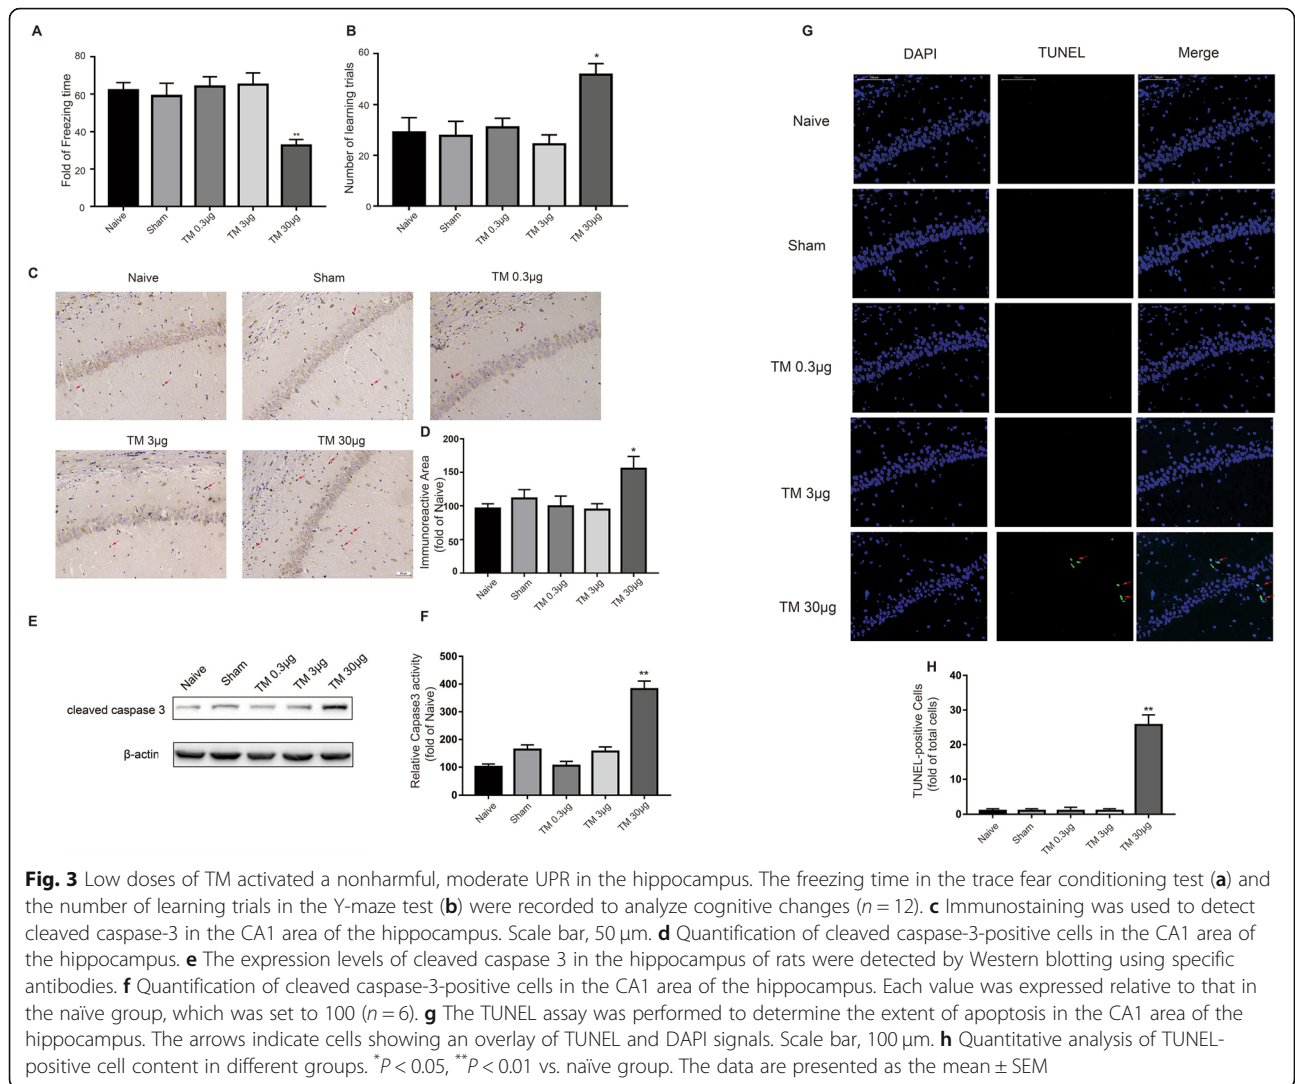 A
Fold of Freezing time
80
60
40
20
0
Naive
Sham
TM 0.3μg
TM 3μg
TM 30μg
**
B
Number of learning trials
60
40
20
0
Naive
Sham
TM 0.3μg
TM 3μg
TM 30μg
*
C
Naive
Sham
TM 0.3μg
TM 3μg
TM 30μg
D
Immunoreactive Area
(fold of Naive)
200
150
100
50
0
Naive
Sham
TM 0.3μg
TM 3μg
TM 30μg
*
E
Naive
Sham
TM 0.3μg
TM 3μg
TM 30μg
cleaved caspase 3
β-actin
F
Relative Capase3 activity
(fold of Naive)
500
400
300
200
100
0
Naive
Sham
TM 0.3μg
TM 3μg
TM 30μg
**
G
DAPI
TUNEL
Merge
Naive
Sham
TM 0.3μg
TM 3μg
TM 30μg
H
TUNEL-positive Cells
(fold of total cells)
40
30
20
10
0
Naive
Sham
TM 0.3μg
TM 3μg
TM 30μg
**
Fig. 3 Low doses of TM activated a nonharmful, moderate UPR in the hippocampus. The freezing time in the trace fear conditioning test (a) and
the number of learning trials in the Y-maze test (b) were recorded to analyze cognitive changes (n = 12). c Immunostaining was used to detect
cleaved caspase-3 in the CA1 area of the hippocampus. Scale bar, 50 μm. d Quantification of cleaved caspase-3-positive cells in the CA1 area of
the hippocampus. e The expression levels of cleaved caspase 3 in the hippocampus of rats were detected by Western blotting using specific
antibodies. f Quantification of cleaved caspase-3-positive cells in the CA1 area of the hippocampus. Each value was expressed relative to that in
the naïve group, which was set to 100 (n = 6). g The TUNEL assay was performed to determine the extent of apoptosis in the CA1 area of the
hippocampus. The arrows indicate cells showing an overlay of TUNEL and DAPI signals. Scale bar, 100 μm. h Quantitative analysis of TUNEL-
positive cell content in different groups. *P < 0.05, **P < 0.01 vs. naïve group. The data are presented as the mean ± SEM